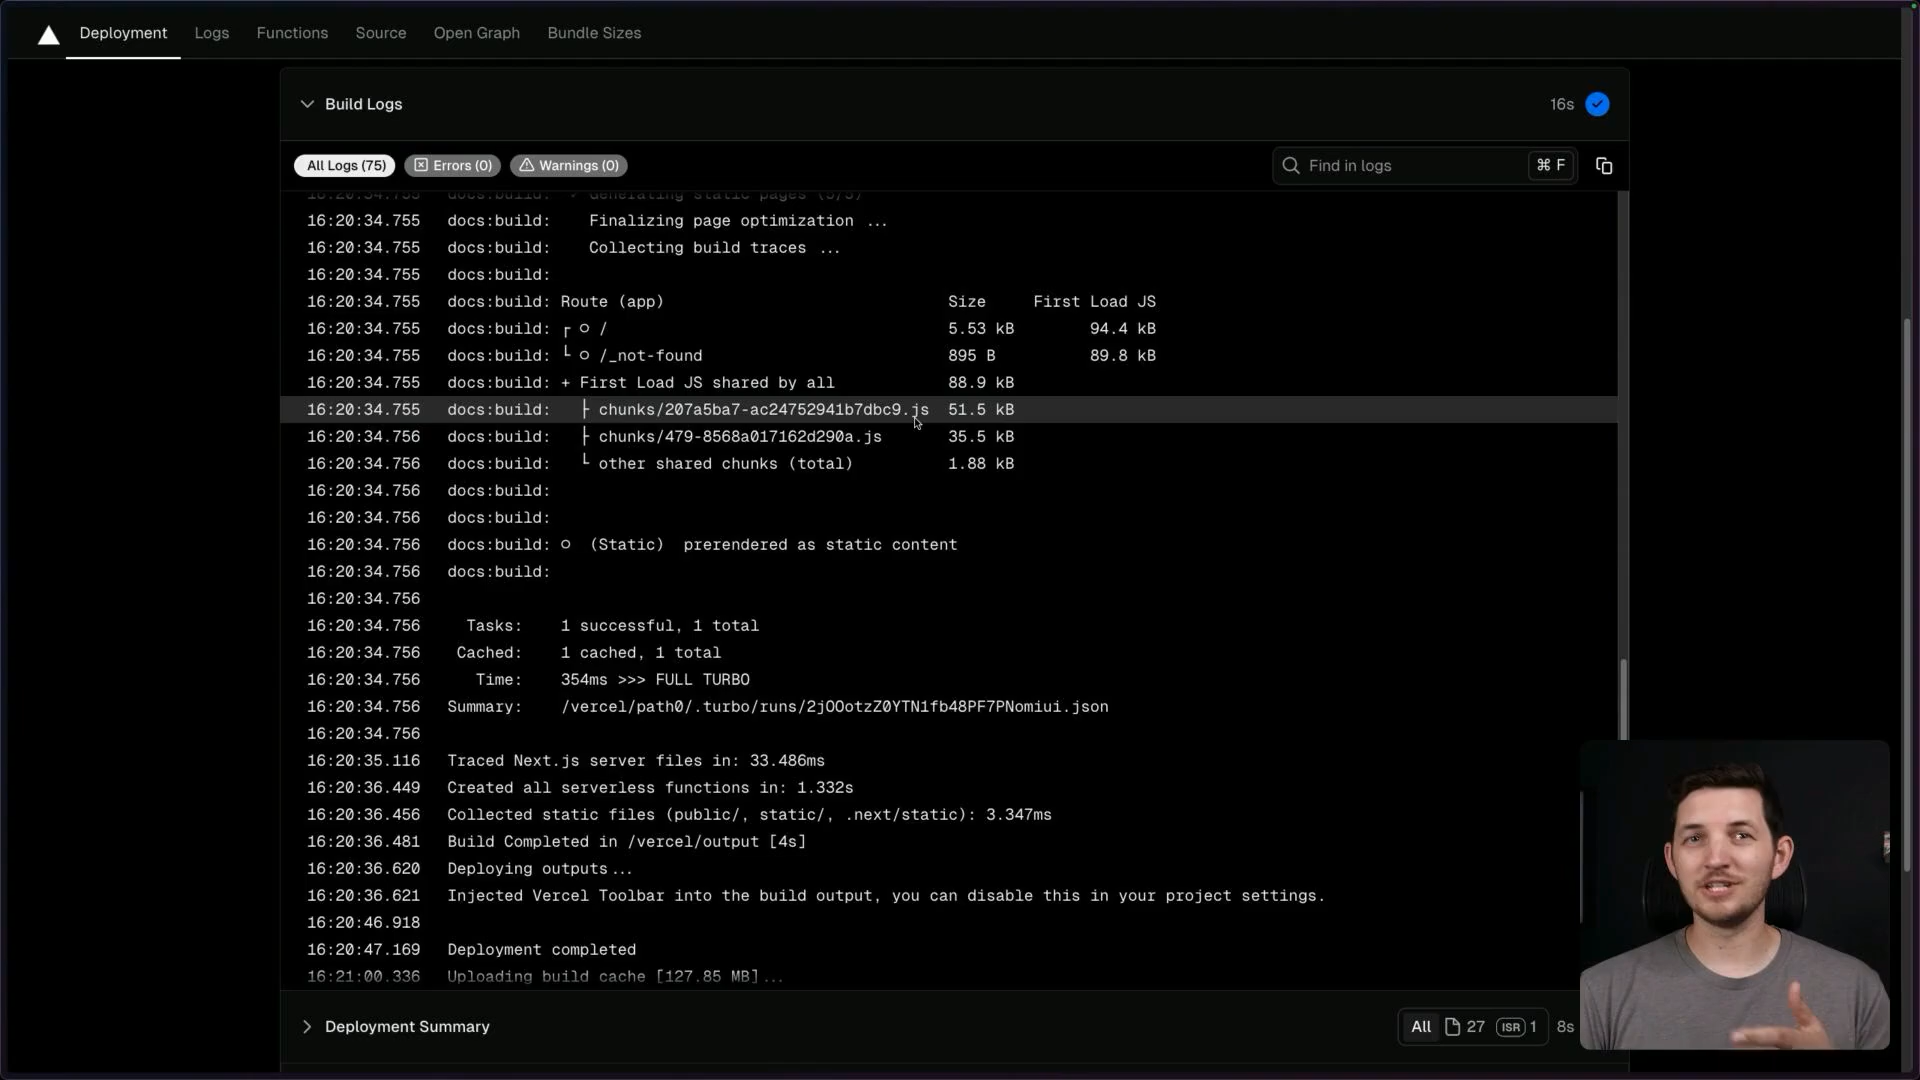 Deployment Logs Functions Source Open Graph Bundle Sizes
Build Logs 16s
All Logs (75) Errors (0) Warnings (0) Find in logs ⌘ F
docs:build: ✓ Generating static pages (5/5)
16:20:34.755 docs:build: Finalizing page optimization ...
16:20:34.755 docs:build: Collecting build traces ...
16:20:34.755 docs:build:
16:20:34.755 docs:build: Route (app) Size First Load JS
16:20:34.755 docs:build: ┌ ○ / 5.53 kB 94.4 kB
16:20:34.755 docs:build: └ ○ /_not-found 895 B 89.8 kB
16:20:34.755 docs:build: + First Load JS shared by all 88.9 kB
16:20:34.755 docs:build: ├ chunks/207a5ba7-ac24752941b7dbc9.js 51.5 kB
16:20:34.756 docs:build: ├ chunks/479-8568a017162d290a.js 35.5 kB
16:20:34.756 docs:build: └ other shared chunks (total) 1.88 kB
16:20:34.756 docs:build:
16:20:34.756 docs:build:
16:20:34.756 docs:build: ○ (Static) prerendered as static content
16:20:34.756 docs:build:
16:20:34.756
16:20:34.756 Tasks: 1 successful, 1 total
16:20:34.756 Cached: 1 cached, 1 total
16:20:34.756 Time: 354ms >>> FULL TURBO
16:20:34.756 Summary: /vercel/path0/.turbo/runs/2jOOotzZ0YTN1fb48PF7PNomiui.json
16:20:34.756
16:20:35.116 Traced Next.js server files in: 33.486ms
16:20:36.449 Created all serverless functions in: 1.332s
16:20:36.456 Collected static files (public/, static/, .next/static): 3.347ms
16:20:36.481 Build Completed in /vercel/output [4s]
16:20:36.620 Deploying outputs...
16:20:36.621 Injected Vercel Toolbar into the build output, you can disable this in your project settings.
16:20:46.918
16:20:47.169 Deployment completed
16:21:00.336 Uploading build cache [127.85 MB]...
Deployment Summary All 27 ISR 1 8s